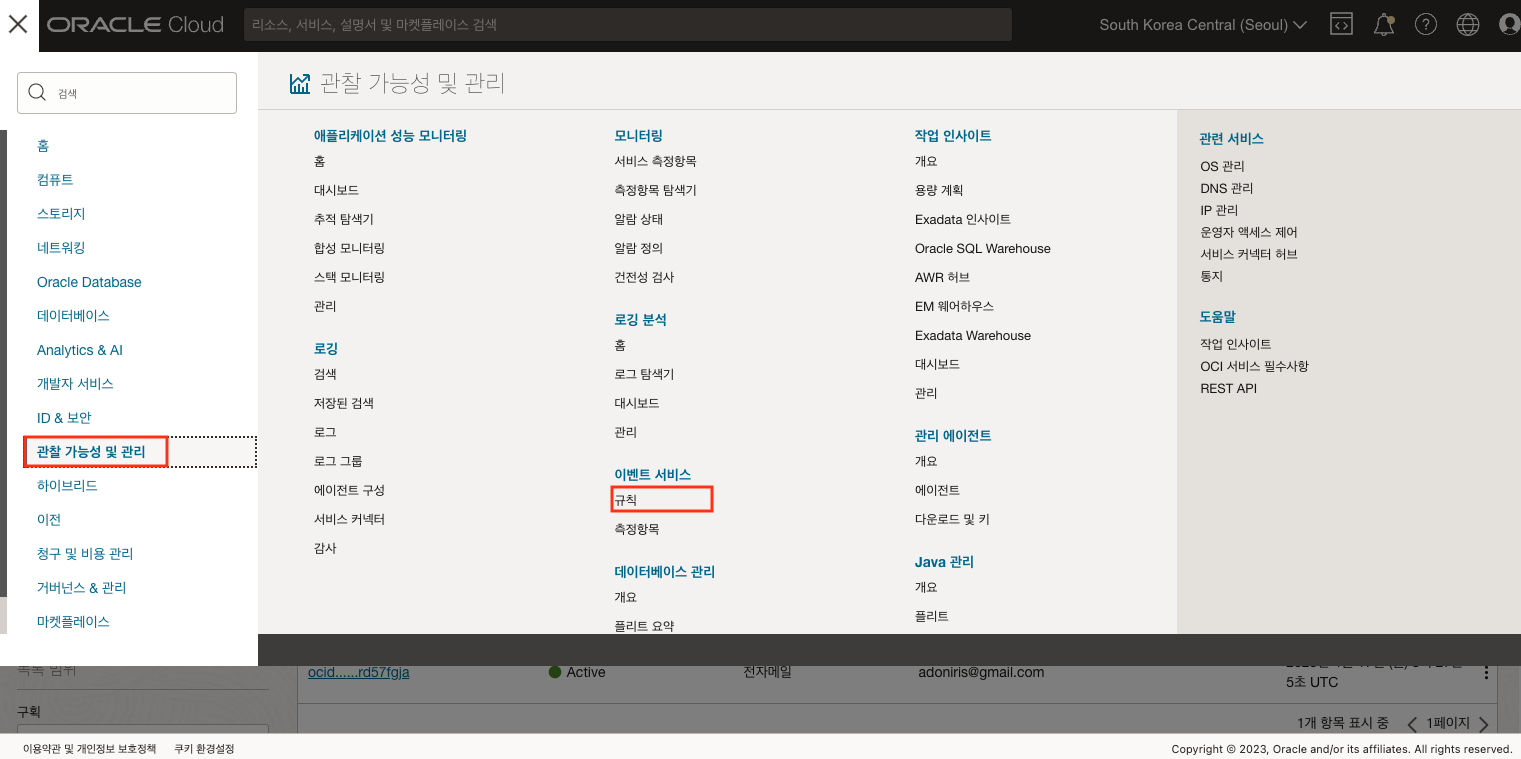 ORACLE Cloud
리소스, 서비스, 설명서 및 마켓플레이스 검색
South Korea Central (Seoul)
검색
홈
컴퓨트
스토리지
네트워킹
Oracle Database
데이터베이스
Analytics & AI
개발자 서비스
ID & 보안
관찰 가능성 및 관리
하이브리드
이전
청구 및 비용 관리
거버넌스 & 관리
마켓플레이스
관찰 가능성 및 관리
애플리케이션 성능 모니터링
홈
대시보드
추적 탐색기
합성 모니터링
스택 모니터링
관리
로깅
검색
저장된 검색
로그
로그 그룹
에이전트 구성
서비스 커넥터
감사
모니터링
서비스 측정항목
측정항목 탐색기
알람 상태
알람 정의
건전성 검사
로깅 분석
홈
로그 탐색기
대시보드
관리
이벤트 서비스
규칙
측정항목
데이터베이스 관리
개요
플리트 요약
작업 인사이트
개요
용량 계획
Exadata 인사이트
Oracle SQL Warehouse
AWR 허브
EM 웨어하우스
Exadata Warehouse
대시보드
관리
관리 에이전트
개요
에이전트
다운로드 및 키
Java 관리
개요
플리트
관련 서비스
OS 관리
DNS 관리
IP 관리
운영자 액세스 제어
서비스 커넥터 허브
통지
도움말
작업 인사이트
OCI 서비스 필수사항
REST API
목록 범위
ocid......rd57fgja
Active
전자메일
adoniris@gmail.com
5초 UTC
구획
1개 항목 표시 중
1페이지
이용약관 및 개인정보 보호정책
쿠키 환경설정
Copyright © 2023, Oracle and/or its affiliates. All rights reserved.